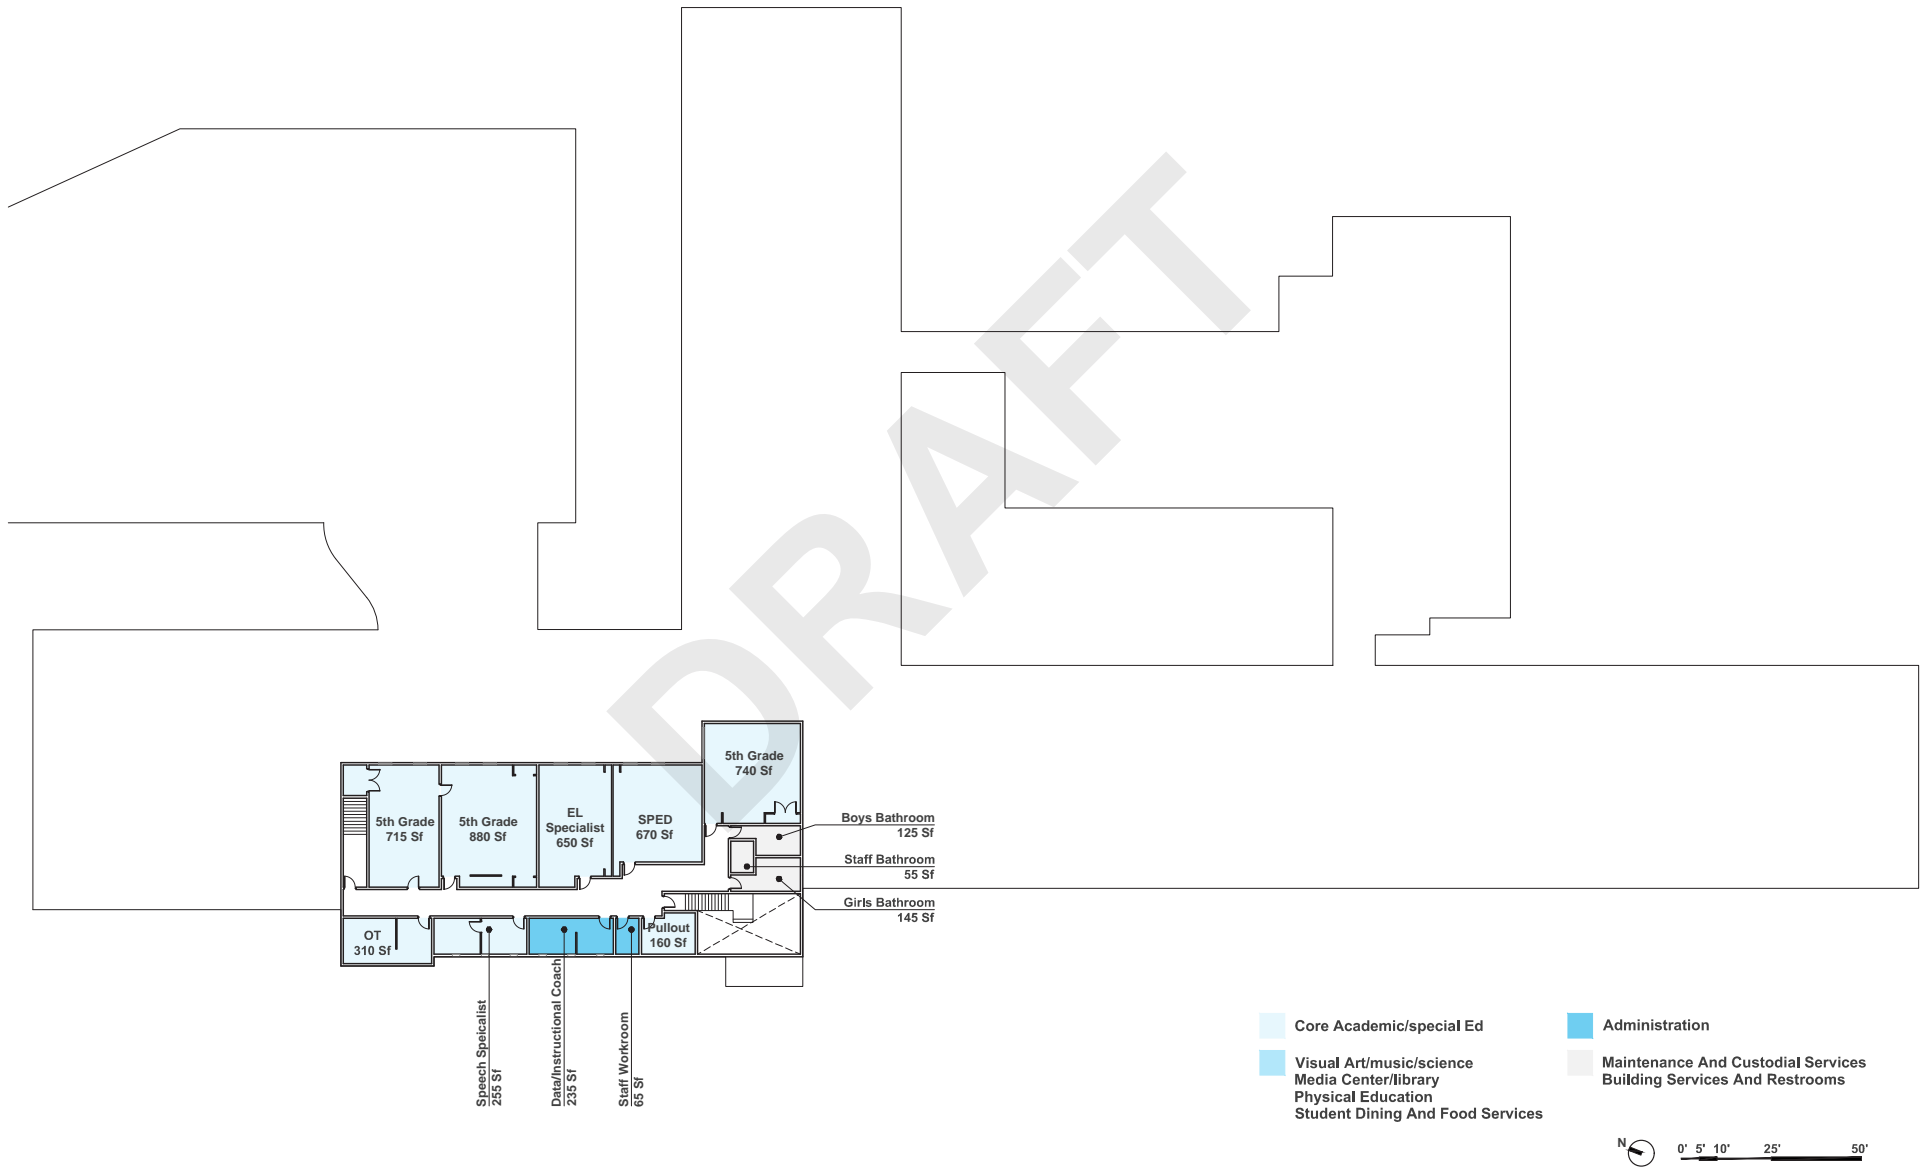 DRAFT
5th Grade
740 Sf
5th Grade
715 Sf
5th Grade
880 Sf
EL
Specialist
650 Sf
SPED
670 Sf
Boys Bathroom
125 Sf
Staff Bathroom
55 Sf
Girls Bathroom
145 Sf
OT
310 Sf
Pullout
160 Sf
Speech Speicalist
255 Sf
Data/Instructional Coach
235 Sf
Staff Workroom
65 Sf
Core Academic/special Ed
Visual Art/music/science
Media Center/library
Physical Education
Student Dining And Food Services
Administration
Maintenance And Custodial Services
Building Services And Restrooms
N
0' 5' 10' 25' 50'